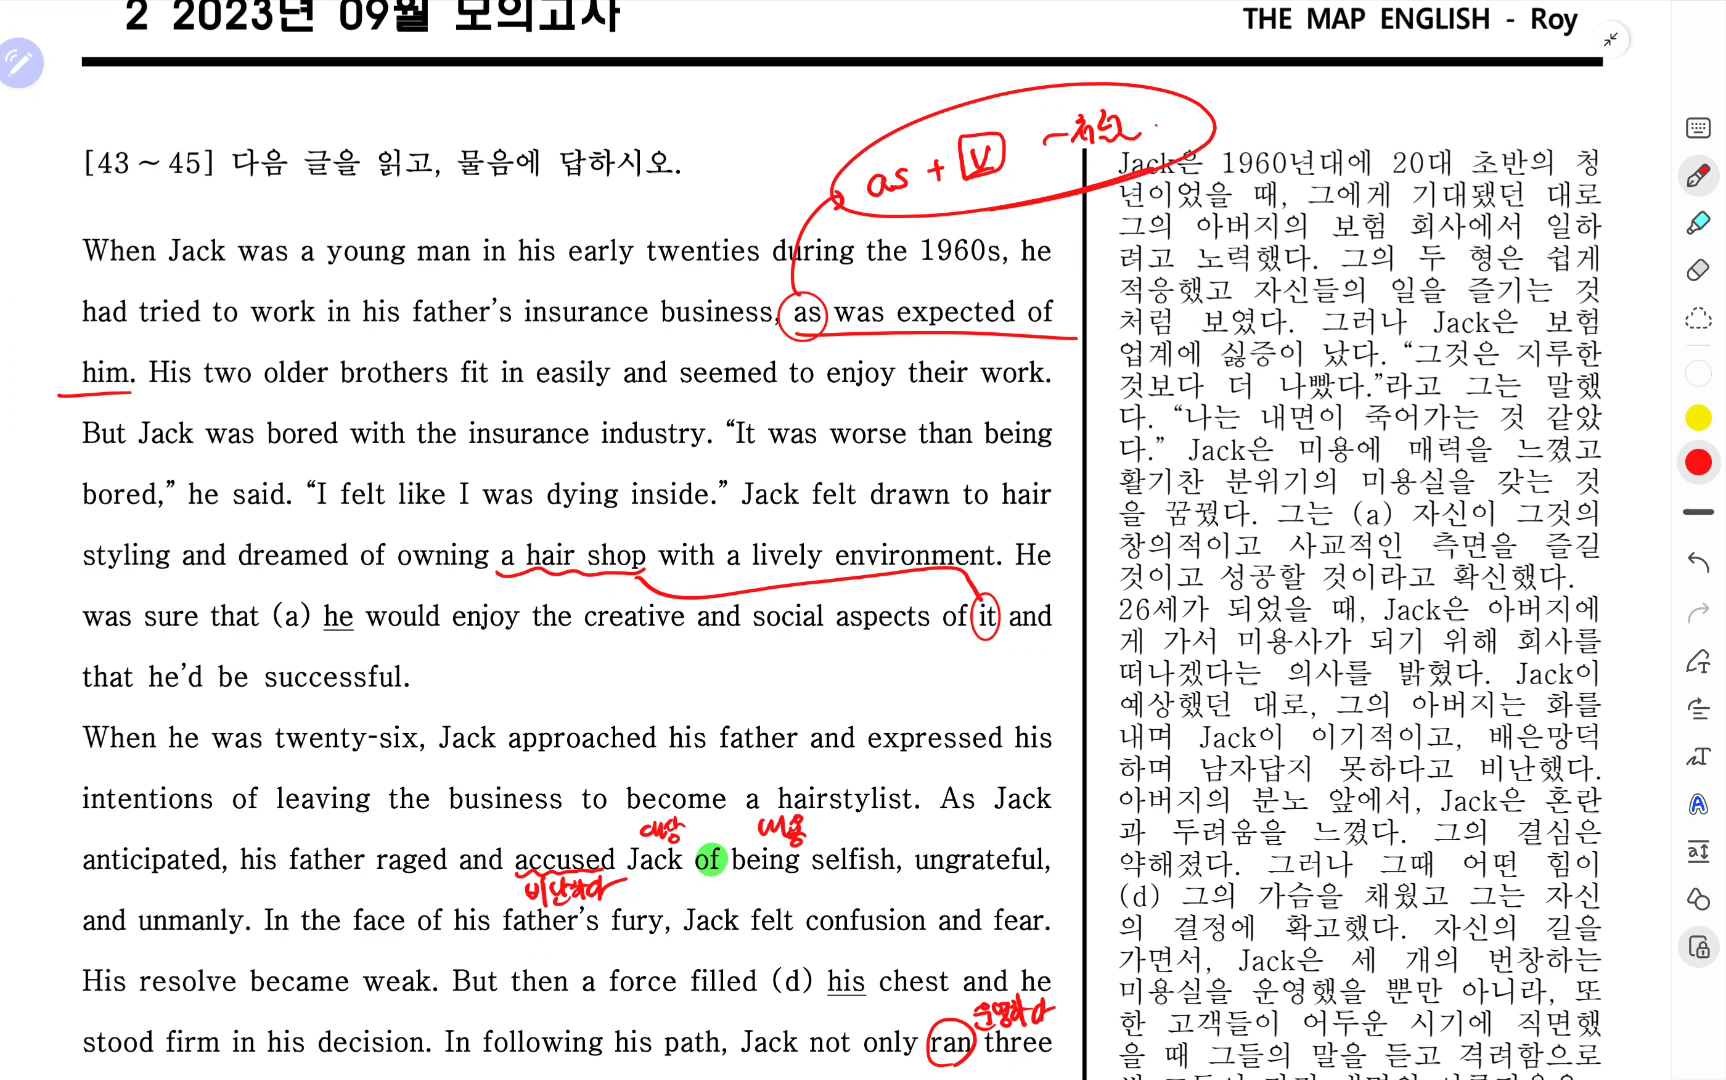 2 2023년 09월 모의고사
THE MAP ENGLISH - Roy
as + V ~처럼
[43 ~ 45] 다음 글을 읽고, 물음에 답하시오.
When Jack was a young man in his early twenties during the 1960s, he
had tried to work in his father's insurance business, as was expected of
him. His two older brothers fit in easily and seemed to enjoy their work.
But Jack was bored with the insurance industry. “It was worse than being
bored,” he said. “I felt like I was dying inside.” Jack felt drawn to hair
styling and dreamed of owning a hair shop with a lively environment. He
was sure that (a) he would enjoy the creative and social aspects of it and
that he'd be successful.
When he was twenty-six, Jack approached his father and expressed his
intentions of leaving the business to become a hairstylist. As Jack
대상 내용
anticipated, his father raged and accused Jack of being selfish, ungrateful,
비난하다
and unmanly. In the face of his father's fury, Jack felt confusion and fear.
His resolve became weak. But then a force filled (d) his chest and he
운영하다
stood firm in his decision. In following his path, Jack not only ran three
Jack은 1960년대에 20대 초반의 청
년이었을 때, 그에게 기대됐던 대로
그의 아버지의 보험 회사에서 일하
려고 노력했다. 그의 두 형은 쉽게
적응했고 자신들의 일을 즐기는 것
처럼 보였다. 그러나 Jack은 보험
업계에 싫증이 났다. “그것은 지루한
것보다 더 나빴다.”라고 그는 말했
다. “나는 내면이 죽어가는 것 같았
다.” Jack은 미용에 매력을 느꼈고
활기찬 분위기의 미용실을 갖는 것
을 꿈꿨다. 그는 (a) 자신이 그것의
창의적이고 사교적인 측면을 즐길
것이고 성공할 것이라고 확신했다.
26세가 되었을 때, Jack은 아버지에
게 가서 미용사가 되기 위해 회사를
떠나겠다는 의사를 밝혔다. Jack이
예상했던 대로, 그의 아버지는 화를
내며 Jack이 이기적이고, 배은망덕
하며 남자답지 못하다고 비난했다.
아버지의 분노 앞에서, Jack은 혼란
과 두려움을 느꼈다. 그의 결심은
약해졌다. 그러나 그때 어떤 힘이
(d) 그의 가슴을 채웠고 그는 자신
의 결정에 확고했다. 자신의 길을
가면서, Jack은 세 개의 번창하는
미용실을 운영했을 뿐만 아니라, 또
한 고객들이 어두운 시기에 직면했
을 때 그들의 말을 듣고 격려함으로